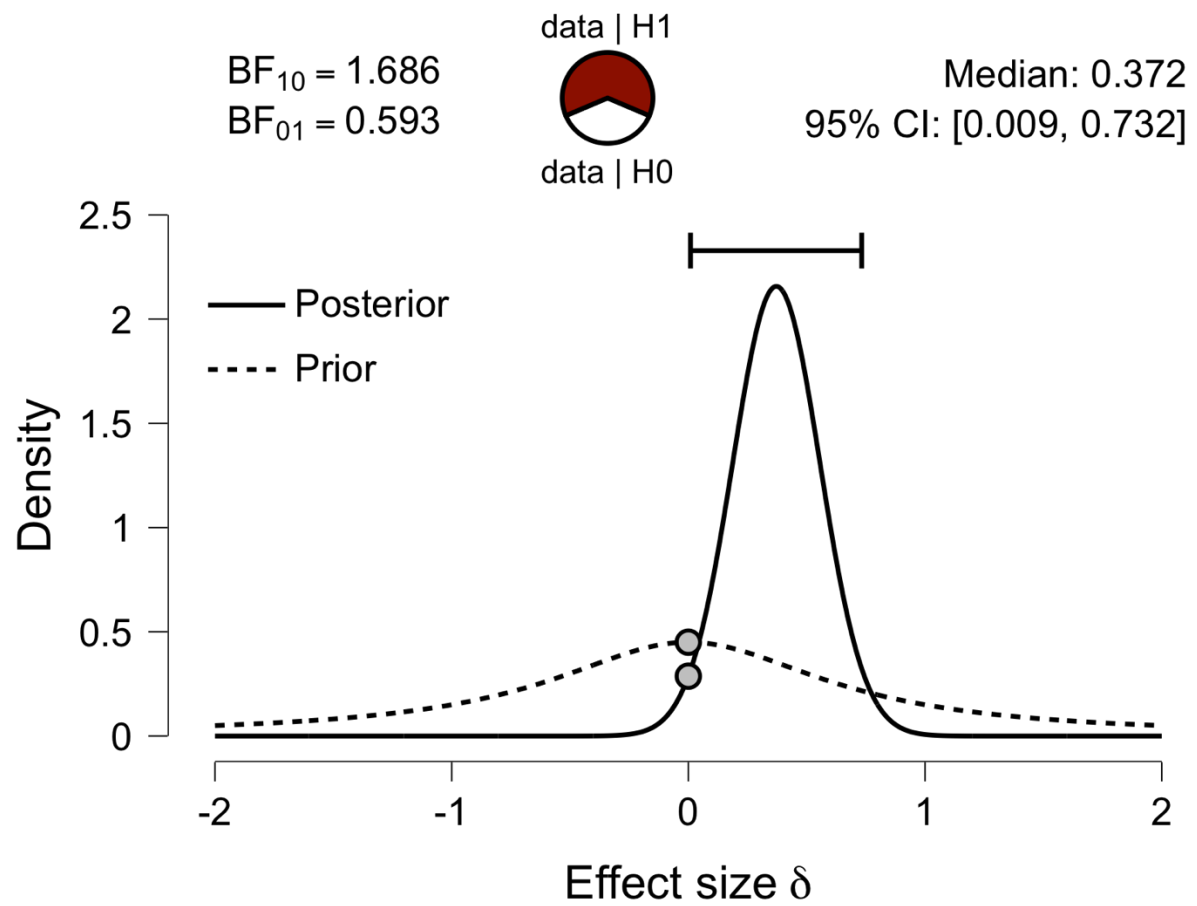 data | H1
BF₁₀ = 1.686
BF₀₁ = 0.593
Median: 0.372
95% CI: [0.009, 0.732]
data | H0
2.5
2
1.5
1
0.5
0
Density
Posterior
Prior
-2
-1
0
1
2
Effect size δ